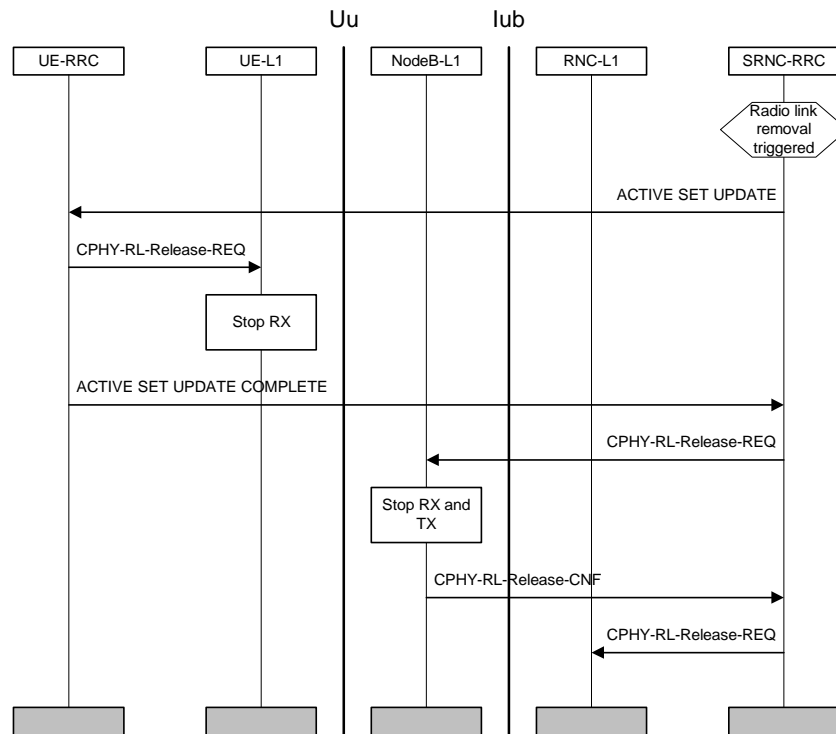 Uu
Iub
UE-RRC
UE-L1
NodeB-L1
RNC-L1
SRNC-RRC
Radio link
removal
triggered
ACTIVE SET UPDATE
CPHY-RL-Release-REQ
Stop RX
ACTIVE SET UPDATE COMPLETE
CPHY-RL-Release-REQ
Stop RX and
TX
CPHY-RL-Release-CNF
CPHY-RL-Release-REQ